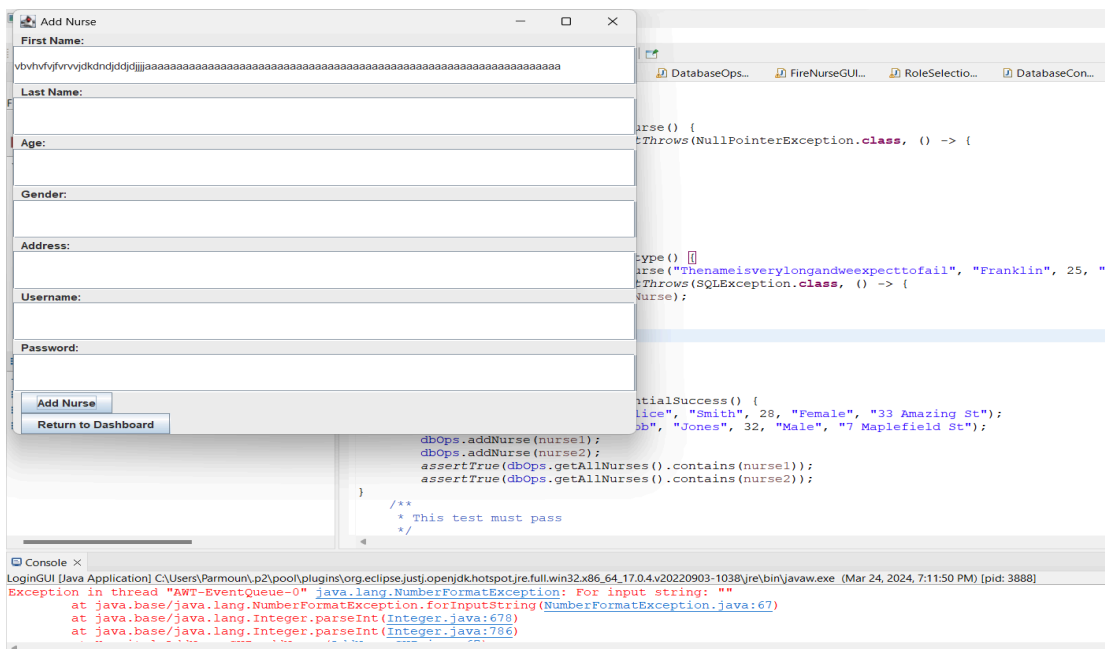 Add Nurse
First Name:
vbvhvfvjfvrvvjdkdndjddjdjjjjaaaaaaaaaaaaaaaaaaaaaaaaaaaaaaaaaaaaaaaaaaaaaaaaaaaaaaaaaaaaaaaaaa
Last Name:
Age:
Gender:
Address:
Username:
Password:
Add Nurse
Return to Dashboard
DatabaseOps... FireNurseGUI... RoleSelectio... DatabaseCon...
urse() {
tThrows(NullPointerException.class, () -> {
type() {
urse("Thenameisverylongandweexpecttofail", "Franklin", 25, "
tThrows(SQLException.class, () -> {
Nurse);
ntialSuccess() {
lice", "Smith", 28, "Female", "33 Amazing St");
ob", "Jones", 32, "Male", "7 Maplefield St");
dbOps.addNurse(nurse1);
dbOps.addNurse(nurse2);
assertTrue(dbOps.getAllNurses().contains(nurse1));
assertTrue(dbOps.getAllNurses().contains(nurse2));
}
/**
* This test must pass
*/
Console
LoginGUI [Java Application] C:\Users\Parmoun\.p2\pool\plugins\org.eclipse.justj.openjdk.hotspot.jre.full.win32.x86_64_17.0.4.v20220903-1038\jre\bin\javaw.exe (Mar 24, 2024, 7:11:50 PM) [pid: 3888]
Exception in thread "AWT-EventQueue-0" java.lang.NumberFormatException: For input string: ""
at java.base/java.lang.NumberFormatException.forInputString(NumberFormatException.java:67)
at java.base/java.lang.Integer.parseInt(Integer.java:678)
at java.base/java.lang.Integer.parseInt(Integer.java:786)